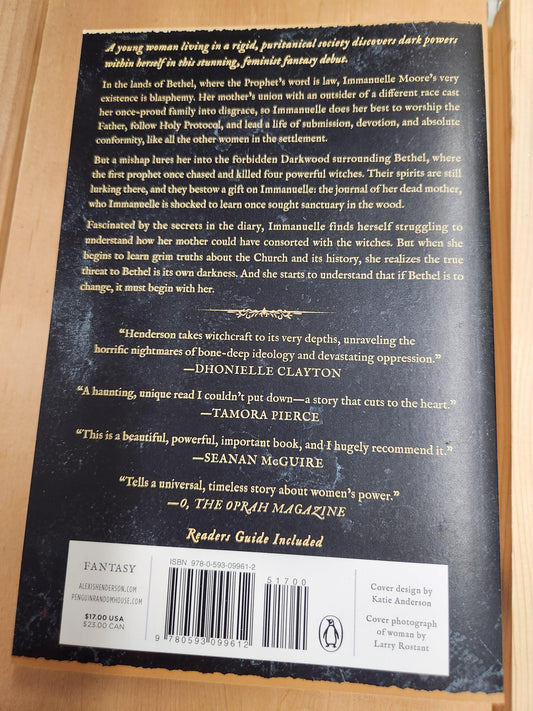 A young woman living in a rigid, puritanical society discovers dark powers
within herself in this stunning, feminist fantasy debut.
In the lands of Bethel, where the Prophet's word is law, Immanuelle Moore's very
existence is blasphemy. Her mother's union with an outsider of a different race cast
her once-proud family into disgrace, so Immanuelle does her best to worship the
Father, follow Holy Protocol, and lead a life of submission, devotion, and absolute
conformity, like all the other women in the settlement.
But a mishap lures her into the forbidden Darkwood surrounding Bethel, where
the first prophet once chased and killed four powerful witches. Their spirits are still
lurking there, and they bestow a gift on Immanuelle: the journal of her dead mother,
who Immanuelle is shocked to learn once sought sanctuary in the wood.
Fascinated by the secrets in the diary, Immanuelle finds herself struggling to
understand how her mother could have consorted with the witches. But when she
begins to learn grim truths about the Church and its history, she realizes the true
threat to Bethel is its own darkness. And she starts to understand that if Bethel is to
change, it must begin with her.
"Henderson takes witchcraft to its very depths, unraveling the
horrific nightmares of bone-deep ideology and devastating oppression."
—DHONIELLE CLAYTON
"A haunting, unique read I couldn't put down—a story that cuts to the heart."
—TAMORA PIERCE
"This is a beautiful, powerful, important book, and I hugely recommend it."
—SEANAN McGUIRE
"Tells a universal, timeless story about women's power."
—O, THE OPRAH MAGAZINE
Readers Guide Included
FANTASY
ALEXISHENDERSON.COM
PENGUINRANDOMHOUSE.COM
$17.00 USA
$23.00 CAN
ISBN 978-0-593-09961-2
51700
9 780593 099612
Cover design by
Katie Anderson
Cover photograph
of woman by
Larry Rostant